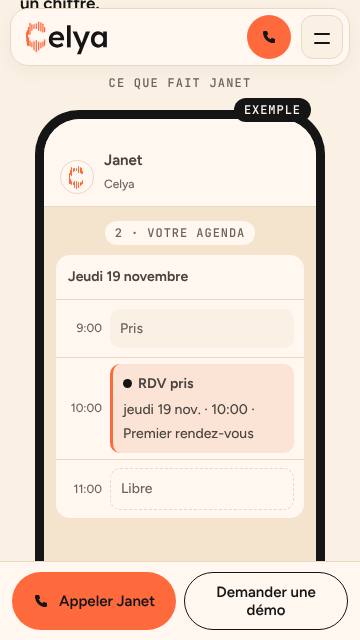 un chiffre.
Celya
CE QUE FAIT JANET
EXEMPLE
Janet
Celya
2 · VOTRE AGENDA
Jeudi 19 novembre
9:00 Pris
10:00
RDV pris
jeudi 19 nov. · 10:00 ·
Premier rendez-vous
11:00 Libre
Appeler Janet
Demander une
démo